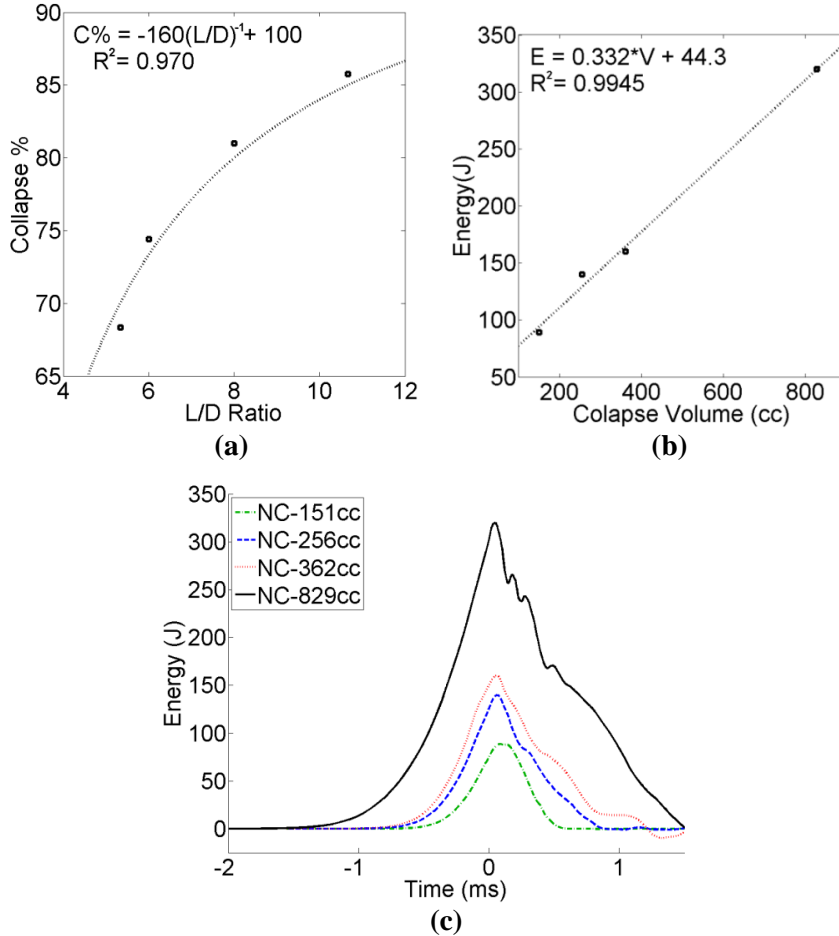 C% = -160(L/D)⁻¹+ 100
R²= 0.970
90
85
80
75
70
65
4
6
8
10
12
Collapse %
L/D Ratio
(a)
E = 0.332*V + 44.3
R²= 0.9945
350
300
250
200
150
100
50
200
400
600
800
Energy(J)
Colapse Volume (cc)
(b)
NC-151cc
NC-256cc
NC-362cc
NC-829cc
350
300
250
200
150
100
50
0
-2
-1
0
1
Energy (J)
Time (ms)
(c)